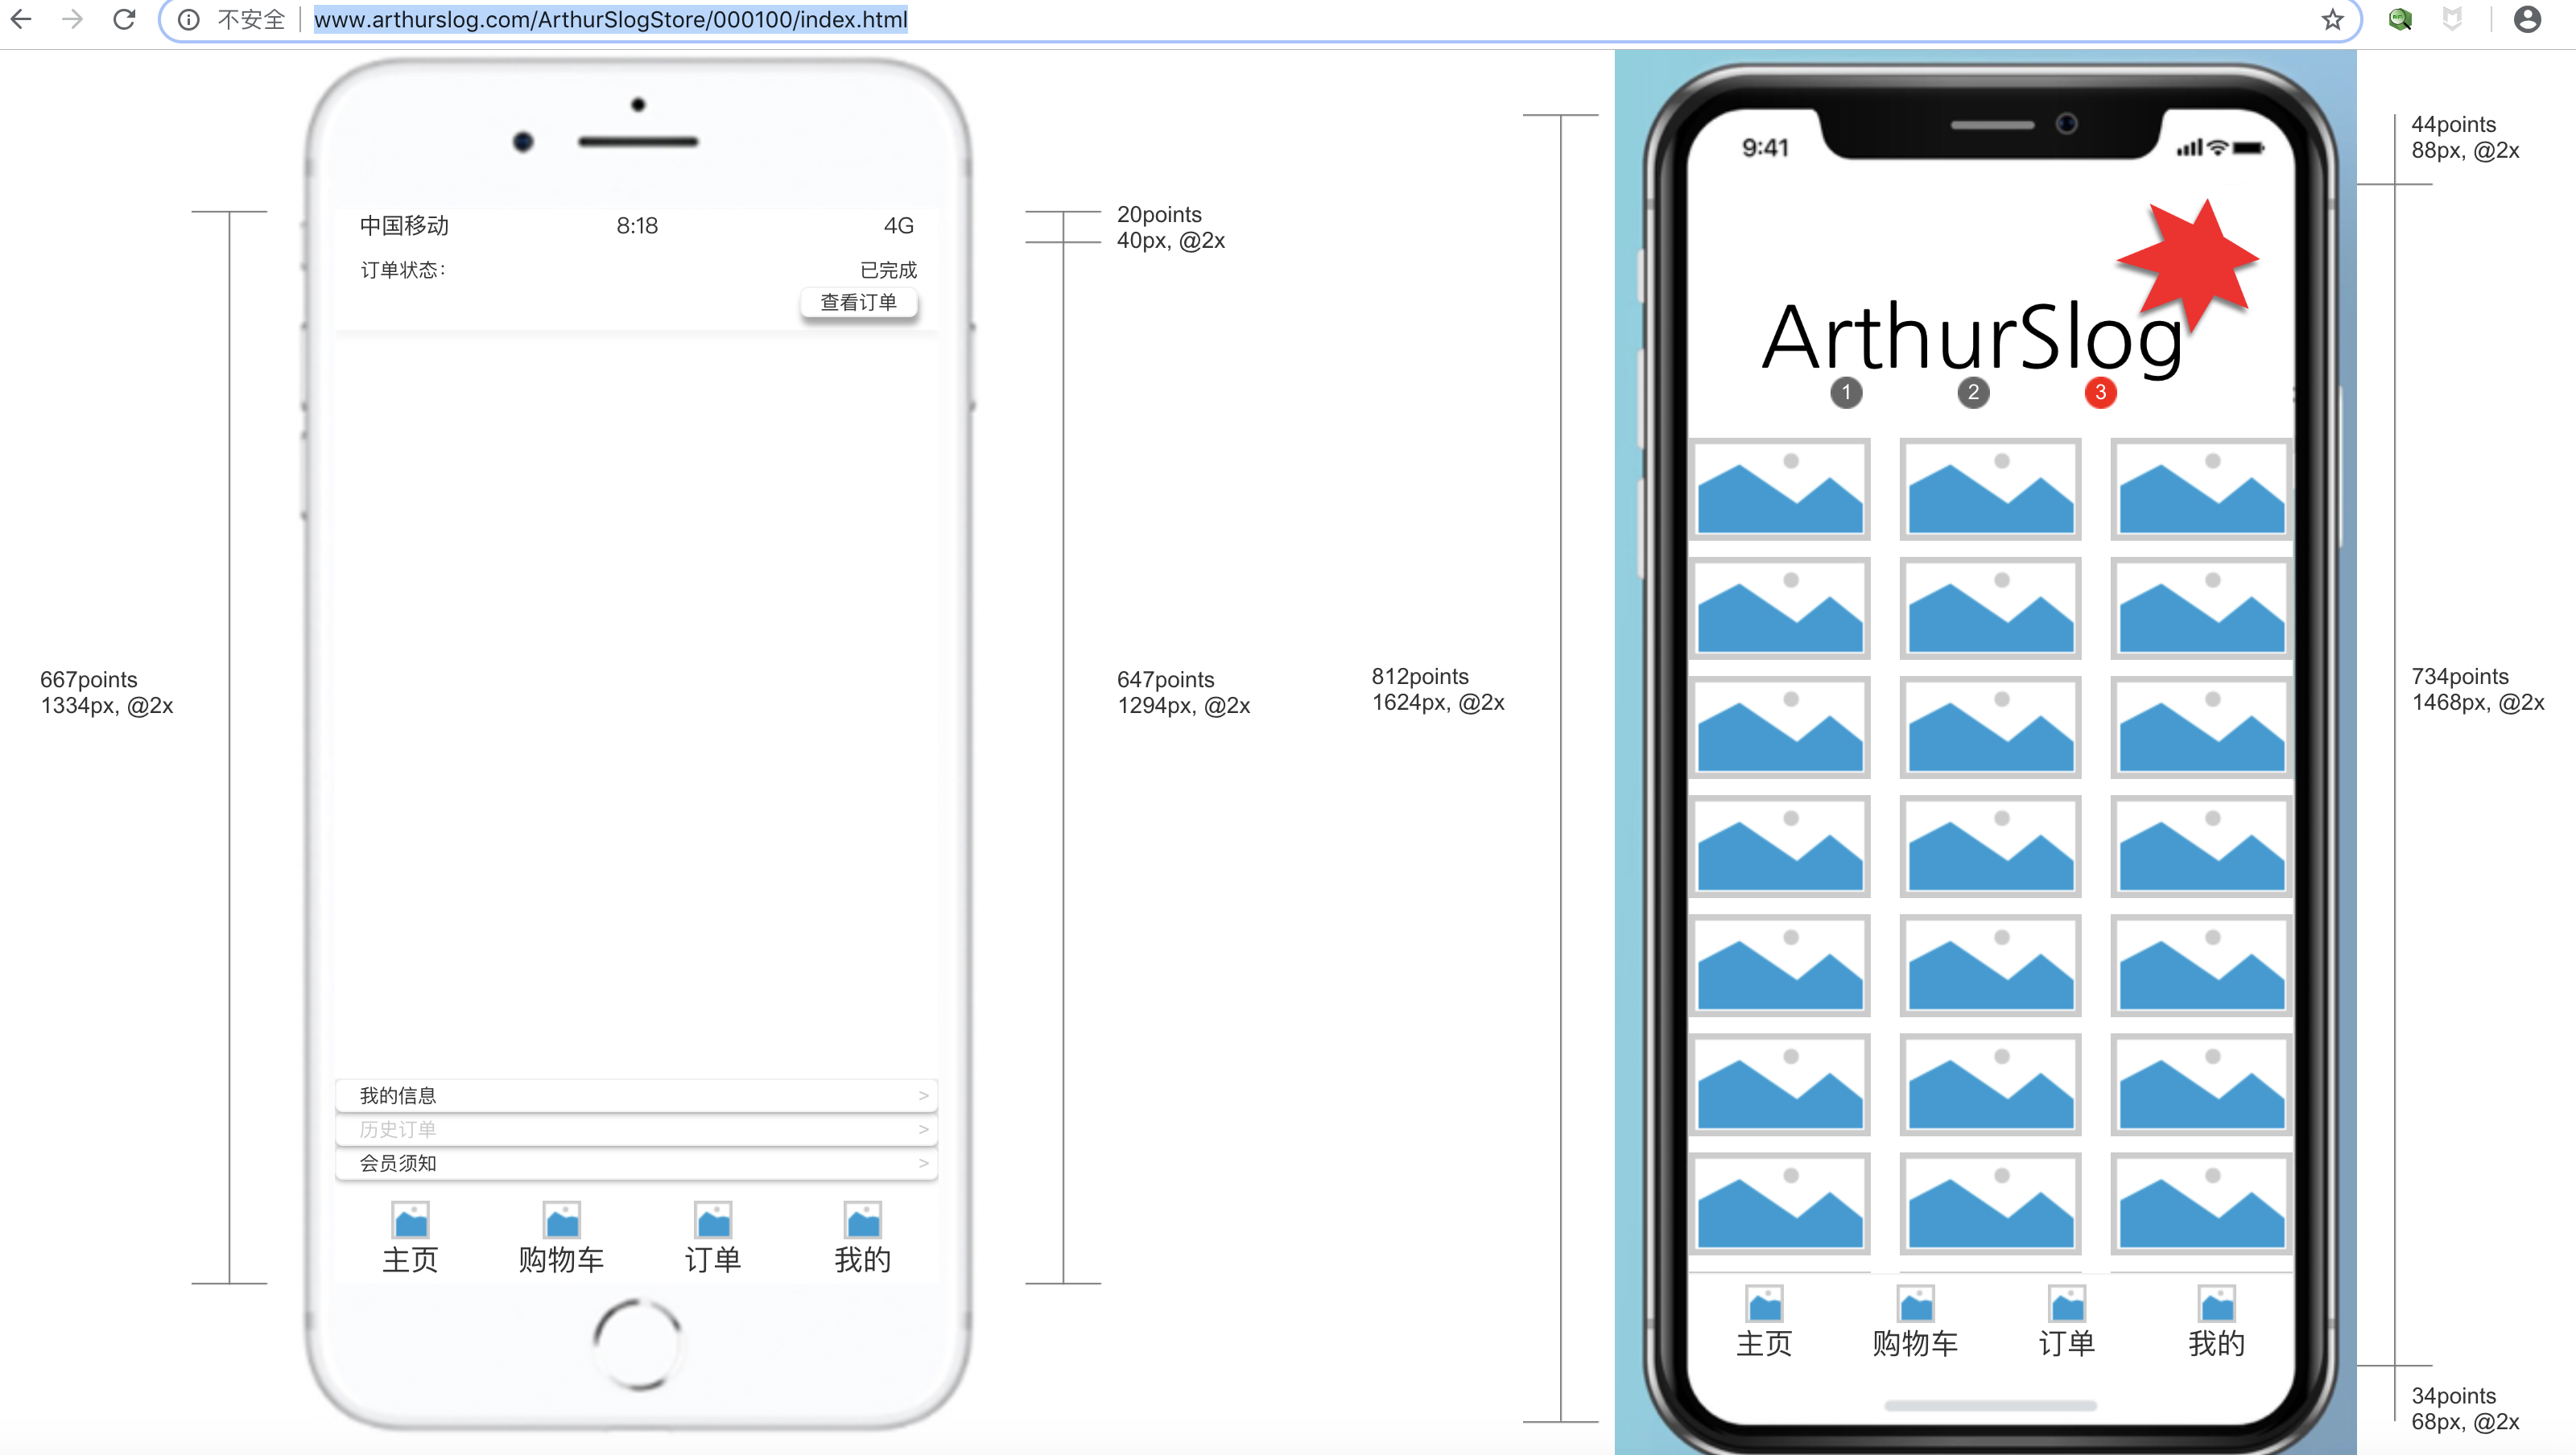 不安全 www.arthurslog.com/ArthurSlogStore/000100/index.html
中国移动 8:18 4G
订单状态： 已完成
查看订单
我的信息 >
历史订单 >
会员须知 >
主页 购物车 订单 我的
667points
1334px, @2x
20points
40px, @2x
647points
1294px, @2x
812points
1624px, @2x
9:41
ArthurSlog
1 2 3
主页 购物车 订单 我的
44points
88px, @2x
734points
1468px, @2x
34points
68px, @2x